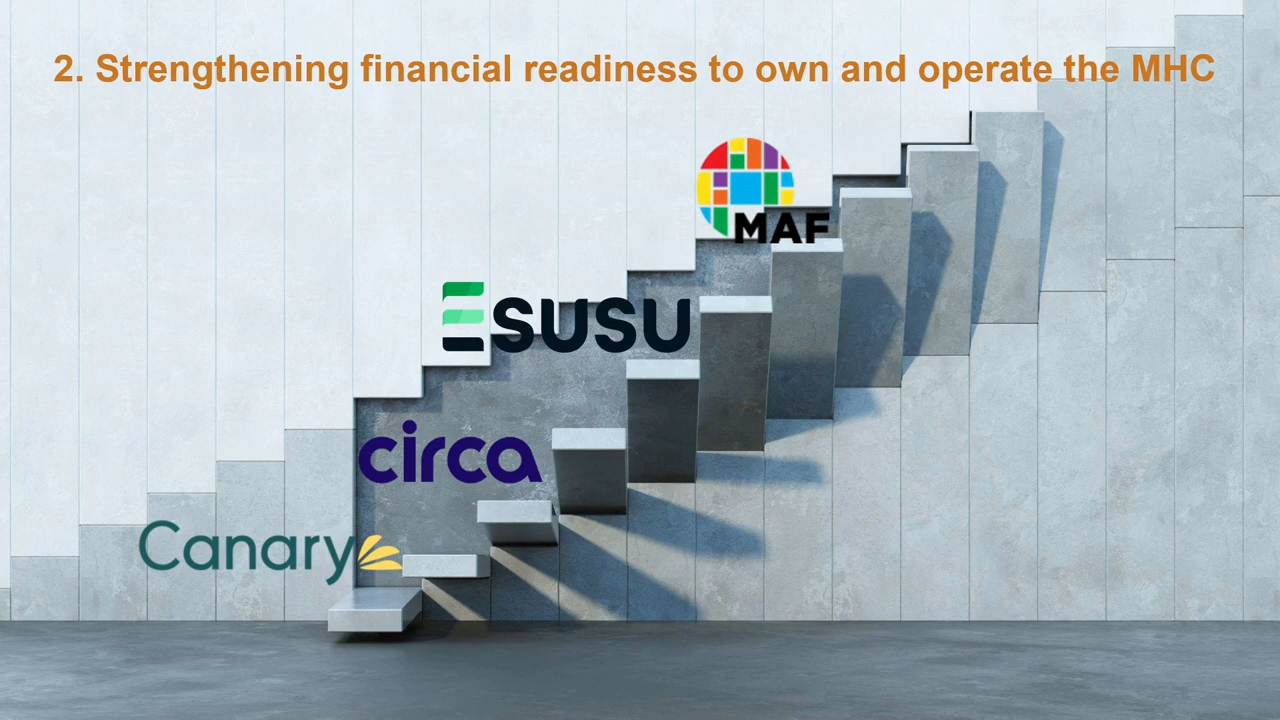 2. Strengthening financial readiness to own and operate the MHC
MAF
ESUSU
circa
Canary